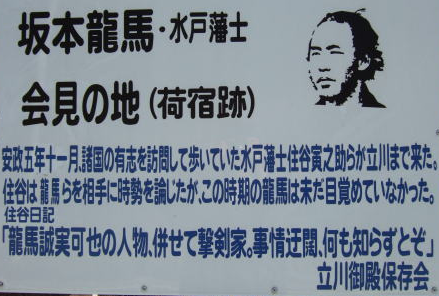 坂本龍馬・水戸藩士
会見の地(荷宿跡)
安政五年十一月、諸国の有志を訪問して歩いていた水戸藩士住谷寅之助らが立川まで来た。
住谷は龍馬らを相手に時勢を論じたが、この時期の龍馬は未だ目覚めていなかった。
住谷日記
「龍馬誠実可也の人物、併せて撃剣家。事情迂闊、何も知らずとぞ」
立川御殿保存会